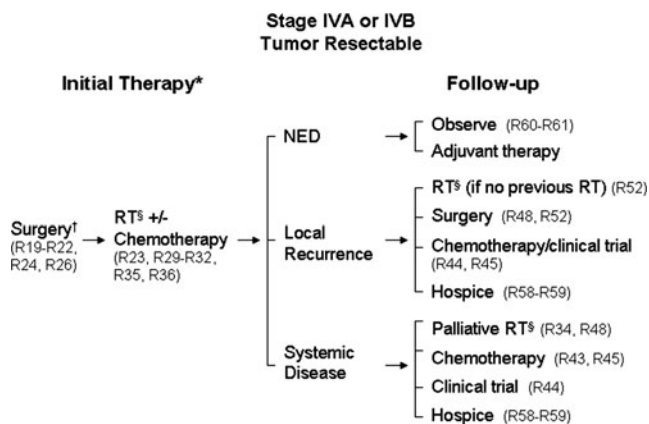 Stage IVA or IVB
Tumor Resectable
Initial Therapy*
Follow-up
Surgery†
(R19-R22,
R24, R26)
RT§ +/-
Chemotherapy
(R23, R29-R32,
R35, R36)
NED
Observe (R60-R61)
Adjuvant therapy
Local
Recurrence
RT§ (if no previous RT) (R52)
Surgery (R48, R52)
Chemotherapy/clinical trial
(R44, R45)
Hospice (R58-R59)
Systemic
Disease
Palliative RT§ (R34, R48)
Chemotherapy (R43, R45)
Clinical trial (R44)
Hospice (R58-R59)